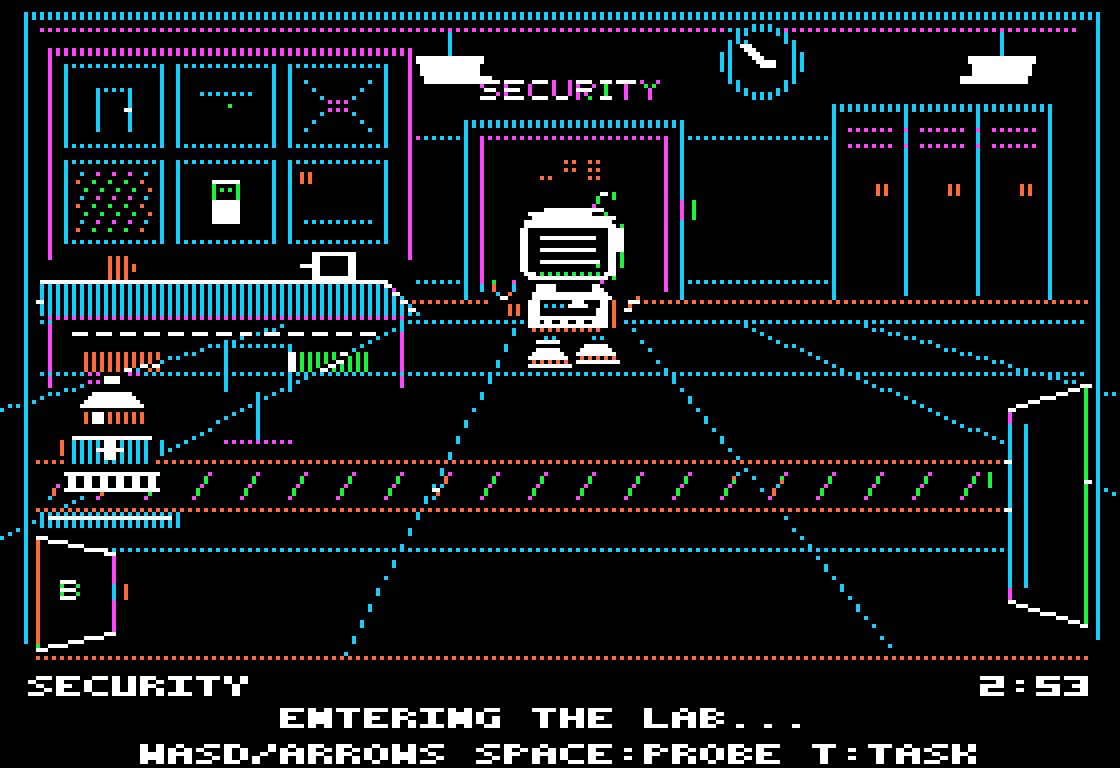 SECURITY
B
SECURITY 2:53
ENTERING THE LAB...
WASD/ARROWS SPACE:PROBE T:TASK